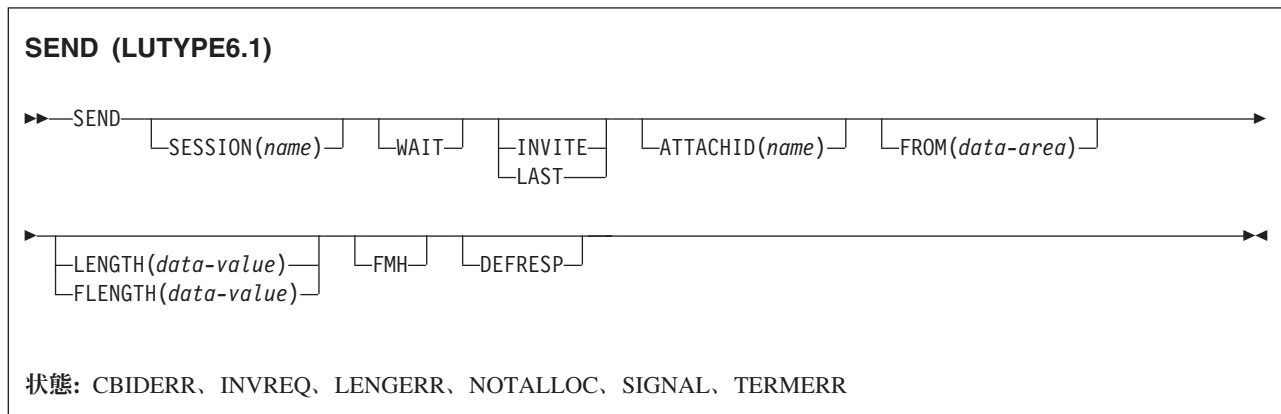 SEND (LUTYPE6.1)
SEND
SESSION(name) WAIT INVITE ATTACHID(name) FROM(data-area)
LAST
LENGTH(data-value) FMH DEFRESP
FLENGTH(data-value)
状態: CBIDERR、INVREQ、LENGERR、NOTALLOC、SIGNAL、TERMERR